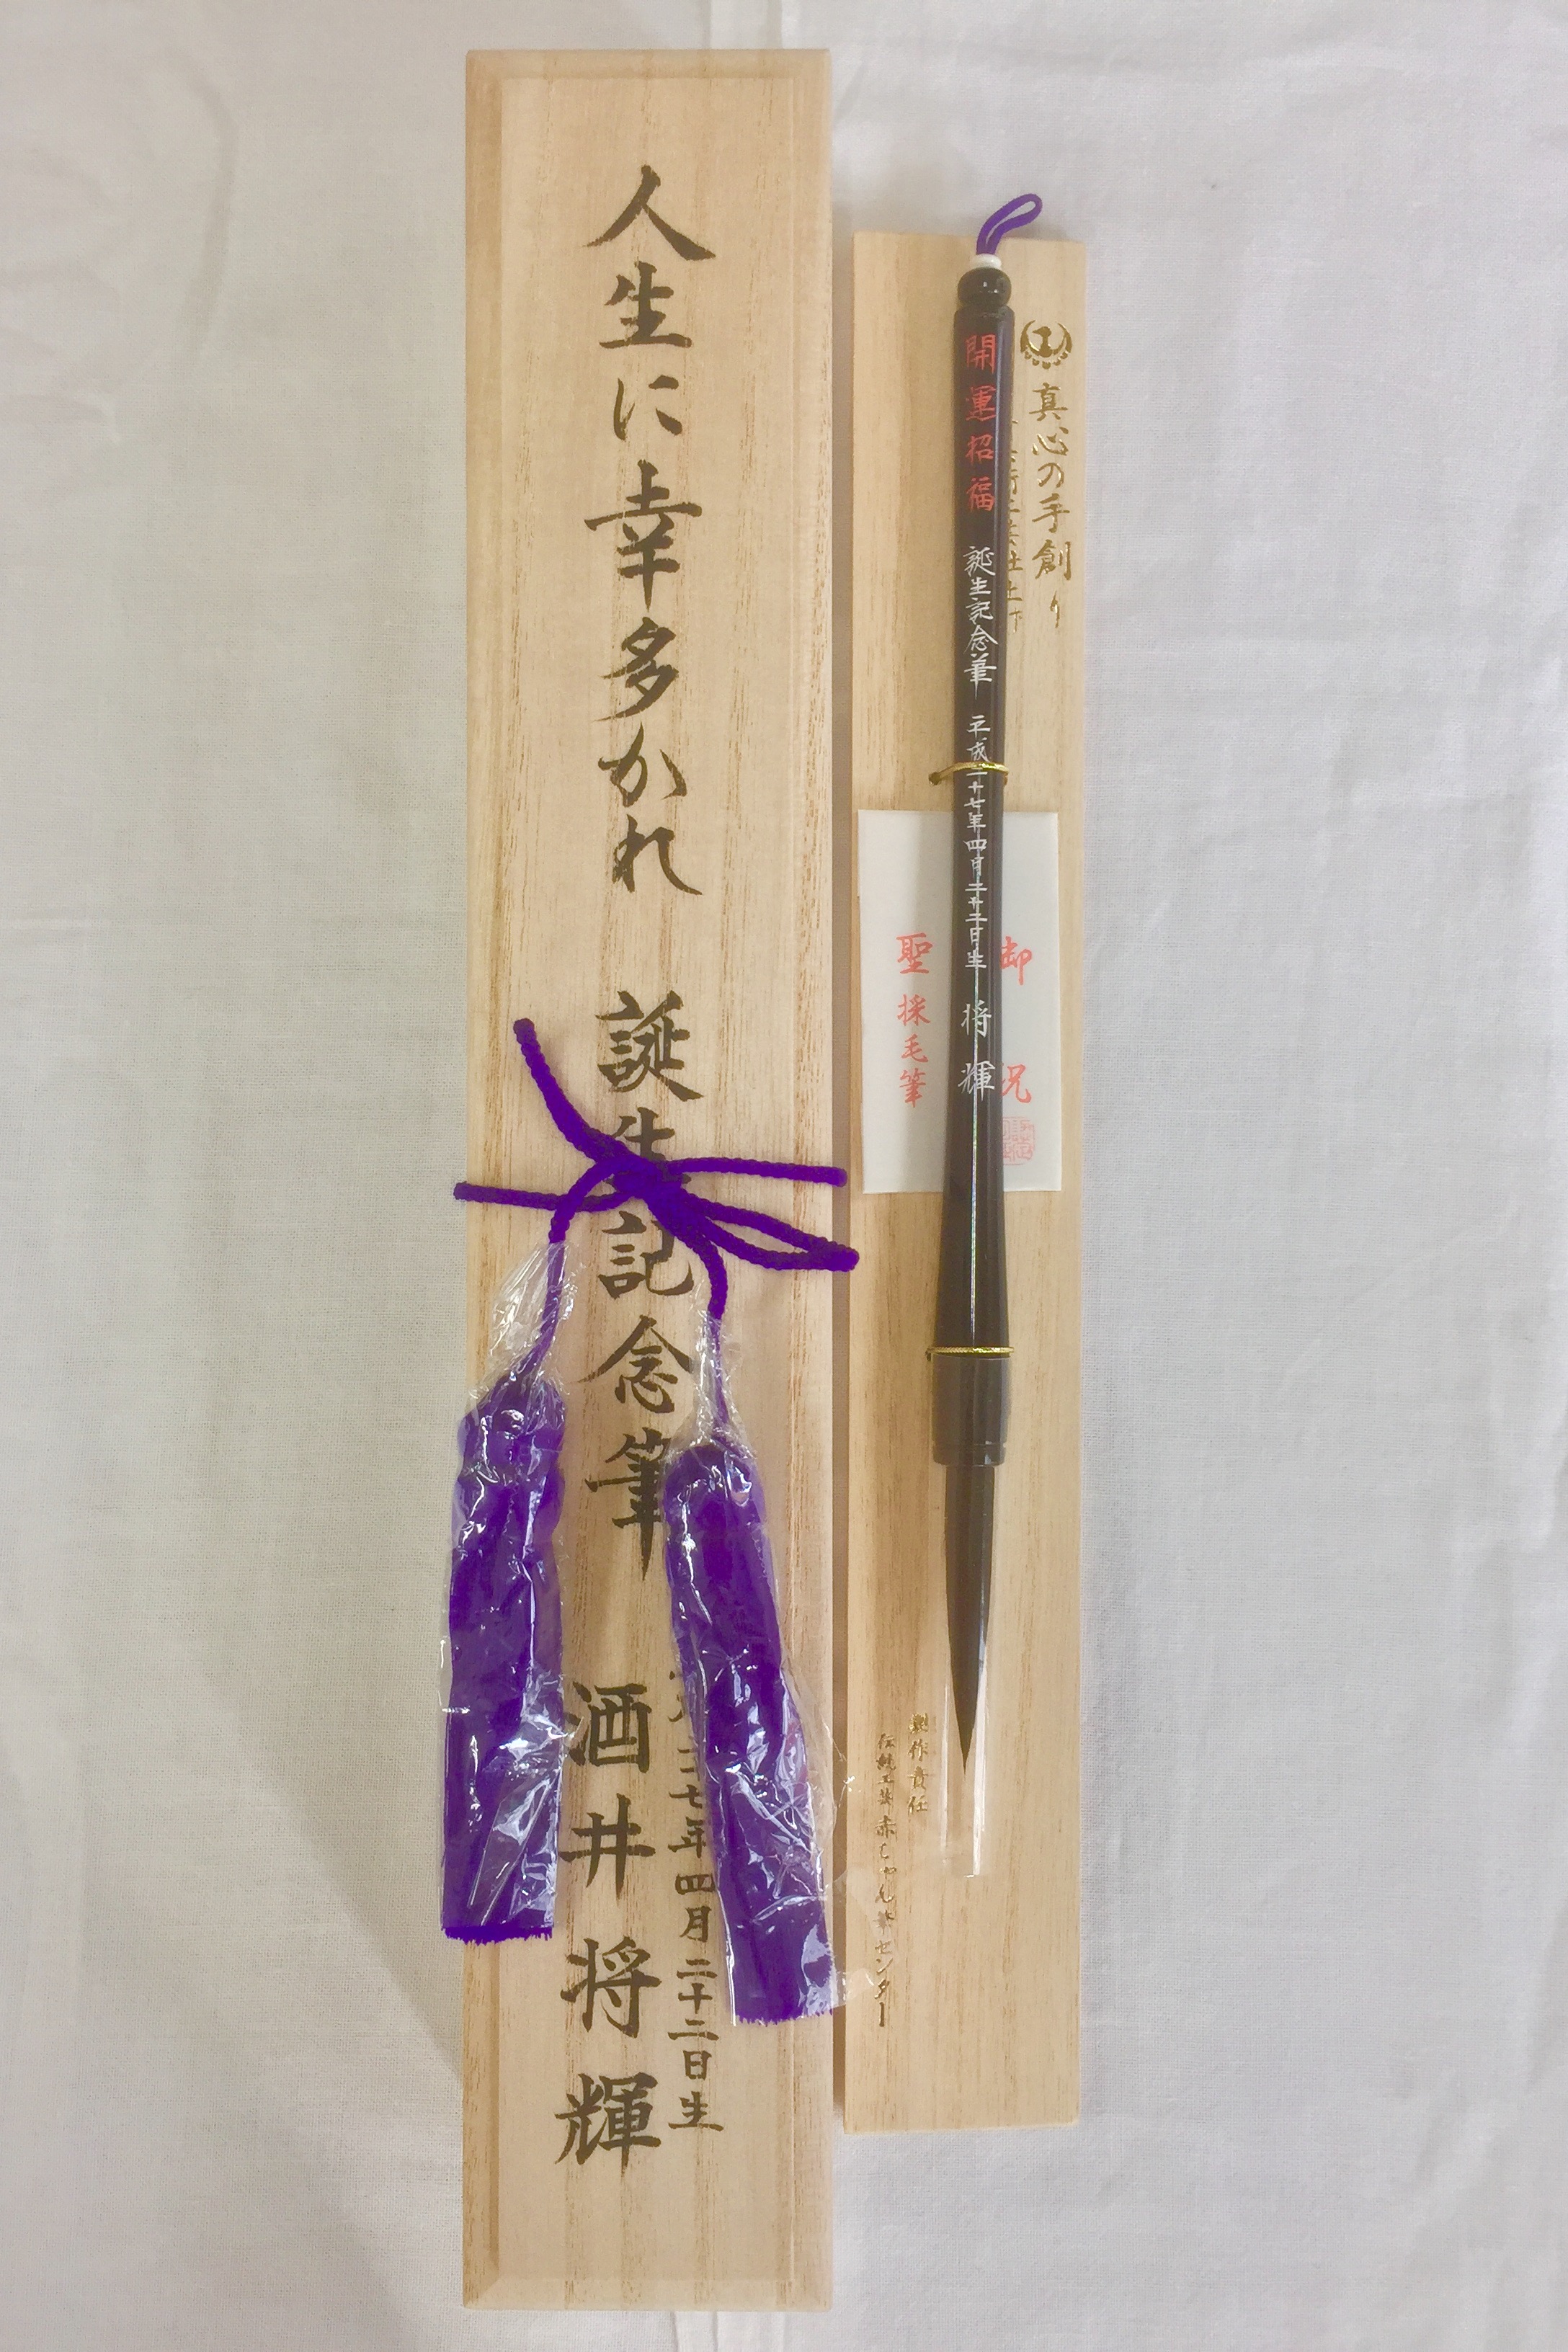 人生に幸多かれ 誕生記念筆
二十七年四月二十二日生
酒井将輝
真心の手創り
開運招福 誕生記念筆 平成二十七年四月二十二日生 将輝
御祝
聖採毛筆
製作責任
伝統工芸 赤ちゃん筆センター